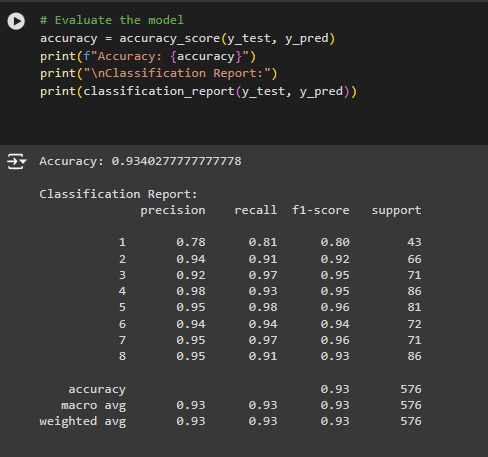 # Evaluate the model
accuracy = accuracy_score(y_test, y_pred)
print(f"Accuracy: {accuracy}")
print("\nClassification Report:")
print(classification_report(y_test, y_pred))
Accuracy: 0.9340277777777778
Classification Report:
precision recall f1-score support
1 0.78 0.81 0.80 43
2 0.94 0.91 0.92 66
3 0.92 0.97 0.95 71
4 0.98 0.93 0.95 86
5 0.95 0.98 0.96 81
6 0.94 0.94 0.94 72
7 0.95 0.97 0.96 71
8 0.95 0.91 0.93 86
accuracy 0.93 576
macro avg 0.93 0.93 0.93 576
weighted avg 0.93 0.93 0.93 576